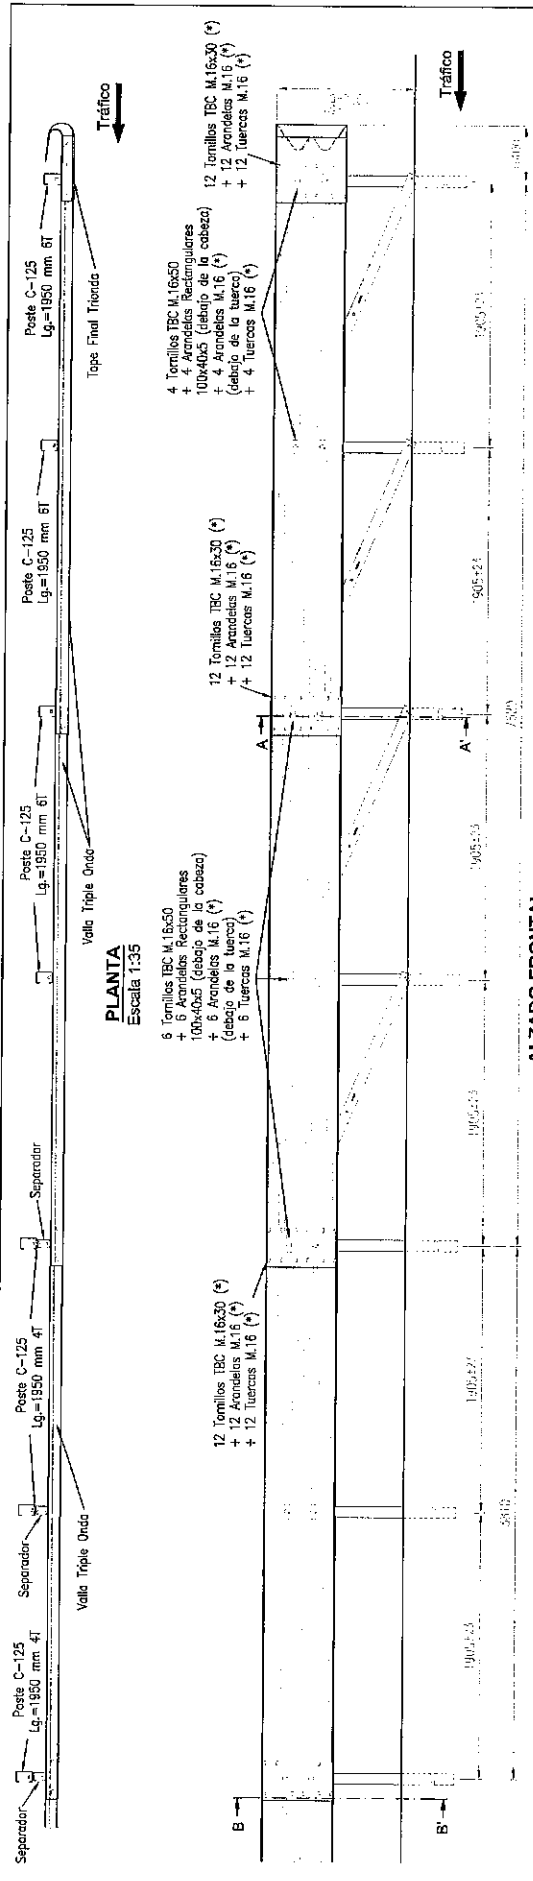 Separador
Poste C-125
Lg.=1950 mm 4T
Separador
Poste C-125
Lg.=1950 mm 4T
Separador
Poste C-125
Lg.=1950 mm 6T
Poste C-125
Lg.=1950 mm 6T
Poste C-125
Lg.=1950 mm 6T
Tráfico
Valla Triple Onda
Valla Triple Onda
Tape Final Trionda
PLANTA
Escala 1:35
12 Tornillos TBC M.16x30 (*)
+ 12 Arandelas M.16 (*)
+ 12 Tuercas M.16 (*)
6 Tornillos TBC M.16x50
+ 6 Arandelas Rectangulares
100x40x5 (debajo de la cabeza)
+ 6 Arandelas M.16 (*)
(debajo de la tuerca)
+ 6 Tuercas M.16 (*)
12 Tornillos TBC M.16x30 (*)
+ 12 Arandelas M.16 (*)
+ 12 Tuercas M.16 (*)
4 Tornillos TBC M.16x50
+ 4 Arandelas Rectangulares
100x40x5 (debajo de la cabeza)
+ 4 Arandelas M.16 (*)
(debajo de la tuerca)
+ 4 Tuercas M.16 (*)
12 Tornillos TBC M.16x30 (*)
+ 12 Arandelas M.16 (*)
+ 12 Tuercas M.16 (*)
Tráfico
B
A
B'
A'
ALZADO FRONTAL